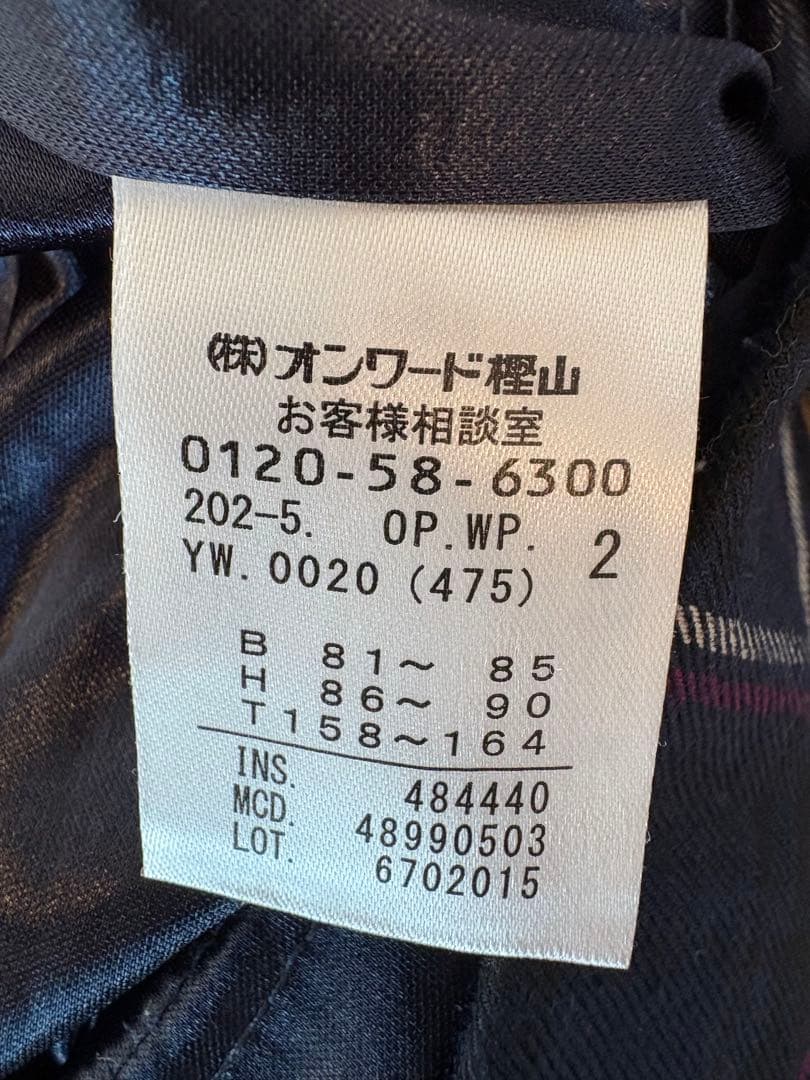 (株)オンワード樫山
お客様相談室
0120-58-6300
202-5. OP.WP. 2
YW.0020 (475)
B 81～ 85
H 86～ 90
T158～164
INS. 484440
MCD. 48990503
LOT. 6702015